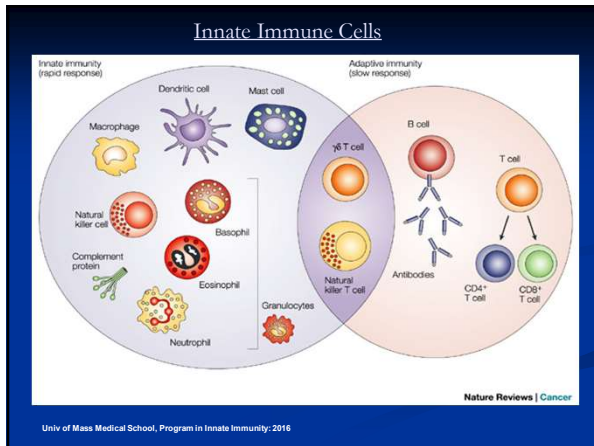 Innate Immune Cells
Innate immunity
(rapid response)
Adaptive immunity
(slow response)
Dendritic cell
Mast cell
Macrophage
γδ T cell
B cell
T cell
Natural
killer cell
Basophil
Complement
protein
Eosinophil
Natural
killer T cell
Antibodies
CD4+
T cell
CD8+
T cell
Granulocytes
Neutrophil
Nature Reviews | Cancer
Univ of Mass Medical School, Program in Innate Immunity: 2016